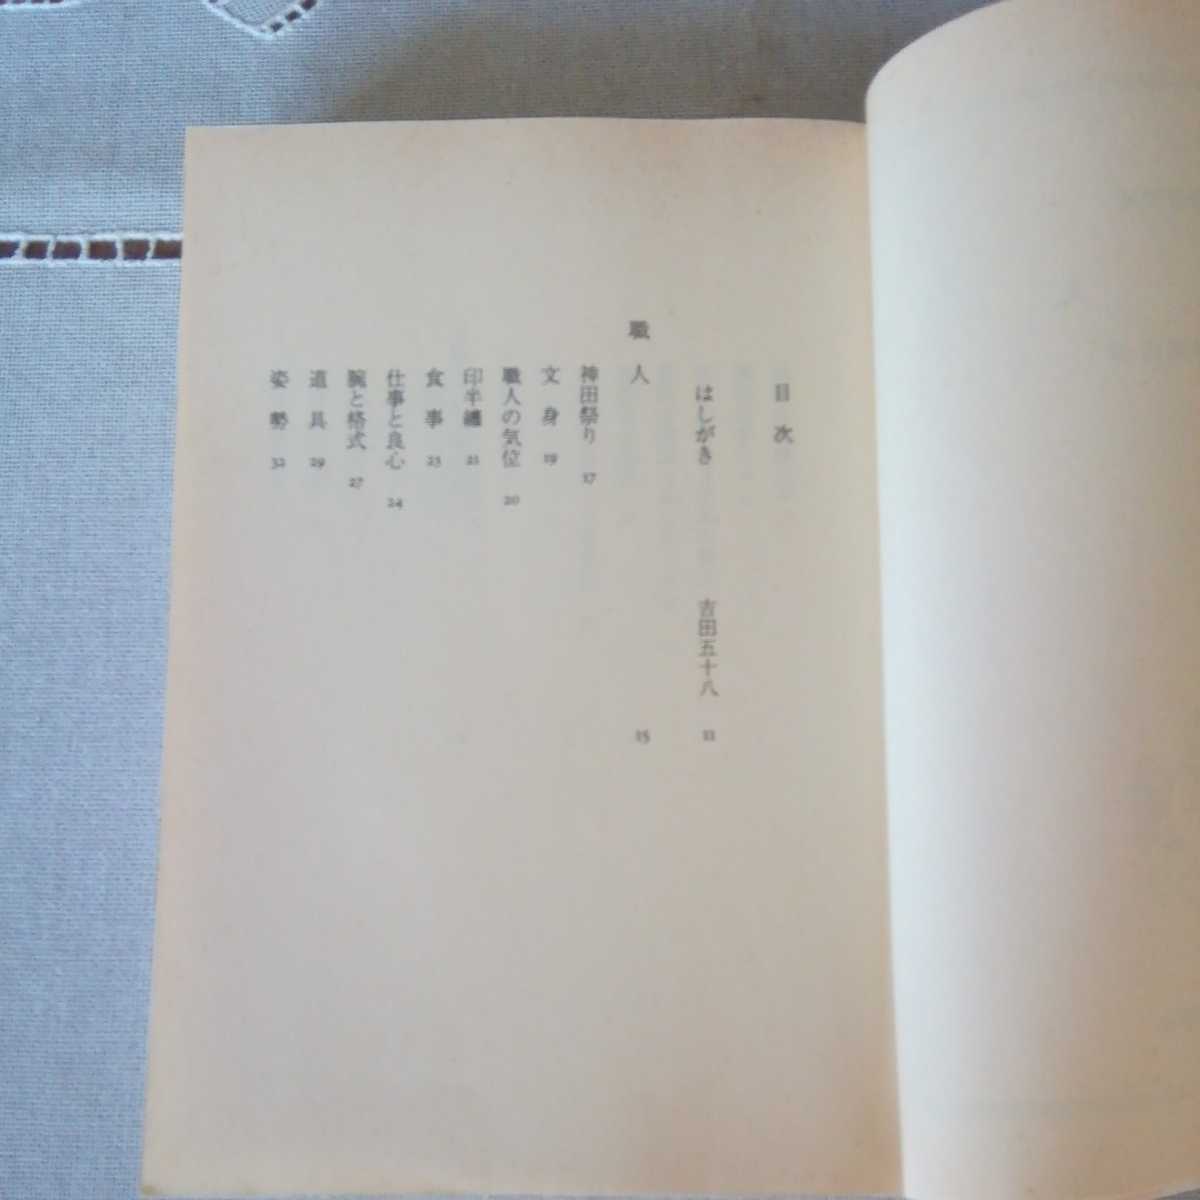 目次
はしがき 吉田五十八 11
職人 15
神田祭り 17
文身 19
職人の気位 20
印半纏 21
食事 23
仕事と良心 24
腕と格式 27
道具 29
姿勢 32